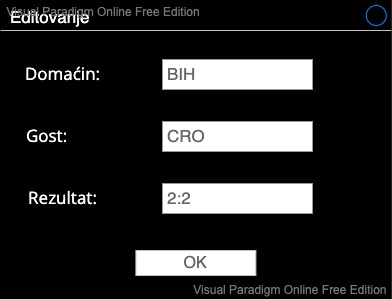 Visual Paradigm Online Free Edition
Editovanje
Domaćin:
BIH
Gost:
CRO
Rezultat:
2:2
OK
Visual Paradigm Online Free Edition